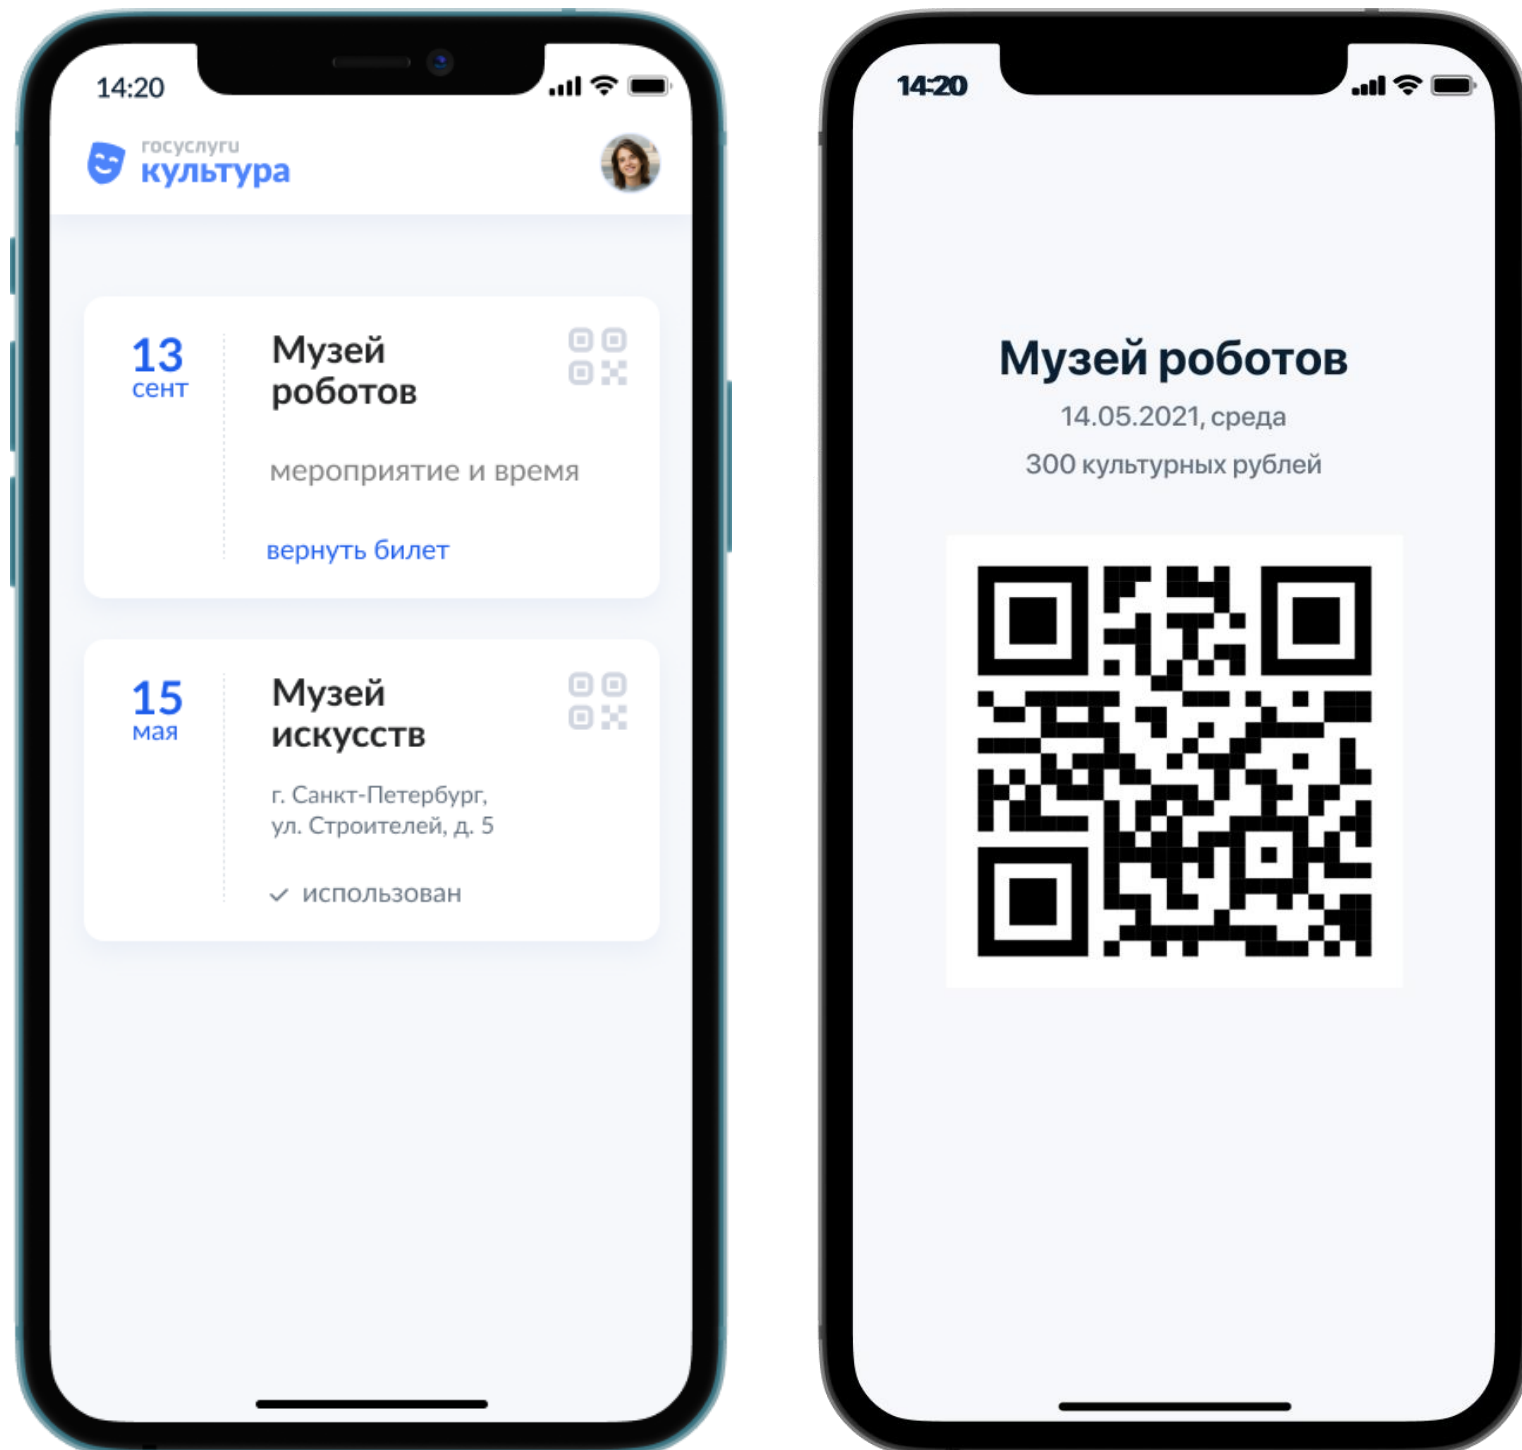 14:20
госуслуги
культура
13
сент
Музей
роботов
мероприятие и время
вернуть билет
15
мая
Музей
искусств
г. Санкт-Петербург,
ул. Строителей, д. 5
использован
14:20
Музей роботов
14.05.2021, среда
300 культурных рублей